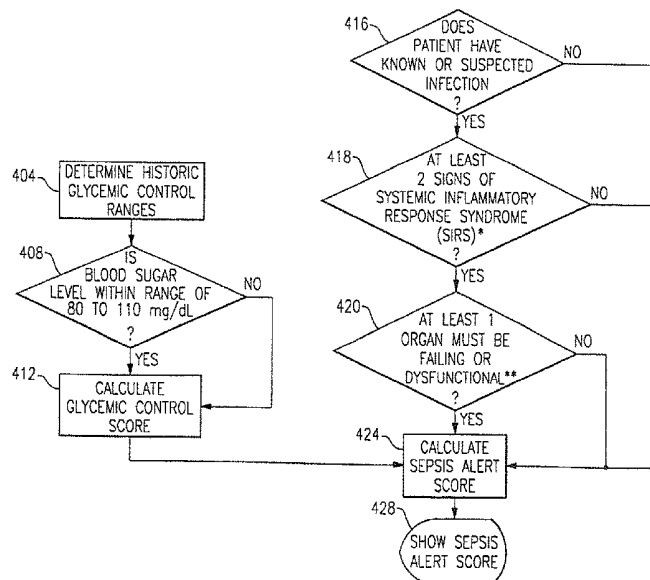 404
DETERMINE HISTORIC
GLYCEMIC CONTROL
RANGES
408
IS
BLOOD SUGAR
LEVEL WITHIN RANGE OF
80 TO 110 mg/dL
?
NO
YES
412
CALCULATE
GLYCEMIC CONTROL
SCORE
416
DOES
PATIENT HAVE
KNOWN OR SUSPECTED
INFECTION
?
NO
YES
418
AT LEAST
2 SIGNS OF
SYSTEMIC INFLAMMATORY
RESPONSE SYNDROME
(SIRS)*
?
NO
YES
420
AT LEAST 1
ORGAN MUST BE
FAILING OR
DYSFUNCTIONAL**
?
NO
YES
424
CALCULATE
SEPSIS ALERT
SCORE
428
SHOW SEPSIS
ALERT SCORE